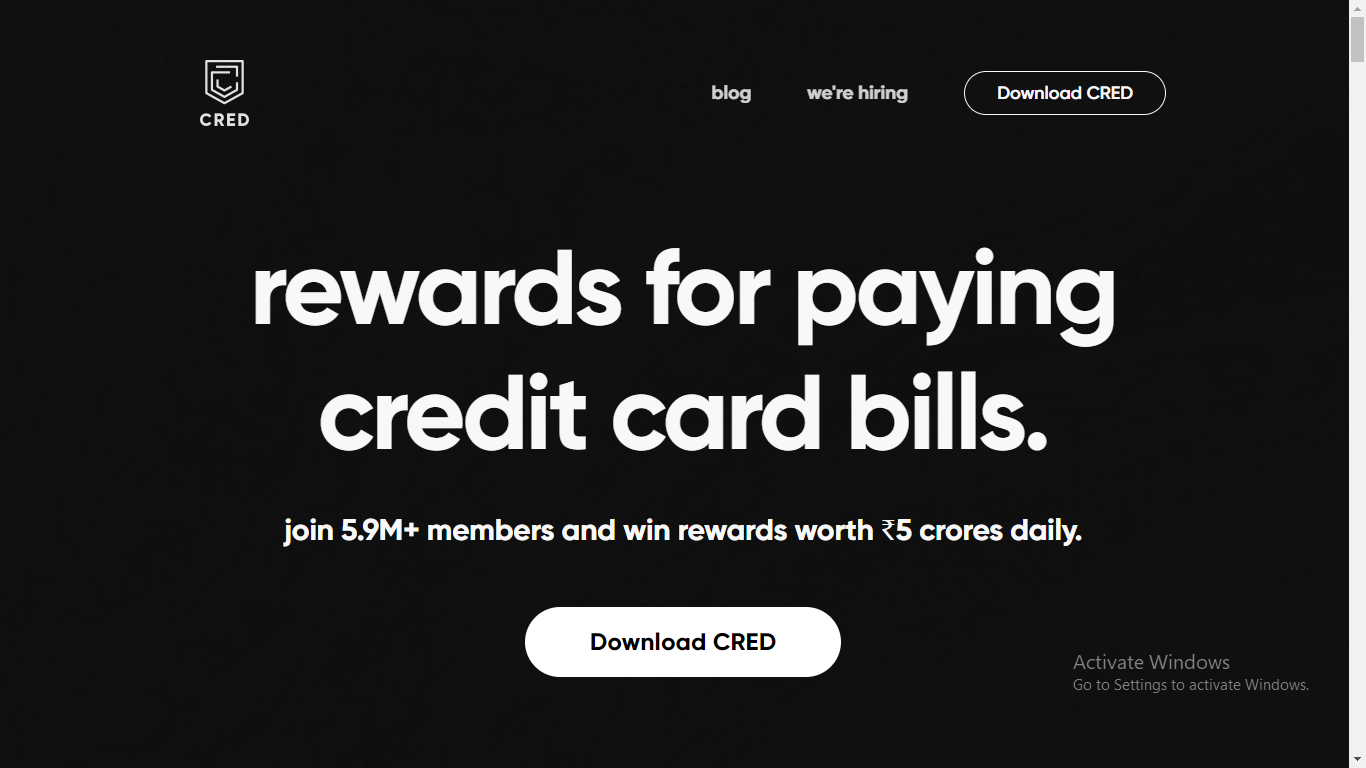 CRED
blog
we're hiring
Download CRED
rewards for paying
credit card bills.
join 5.9M+ members and win rewards worth ₹5 crores daily.
Download CRED
Activate Windows
Go to Settings to activate Windows.